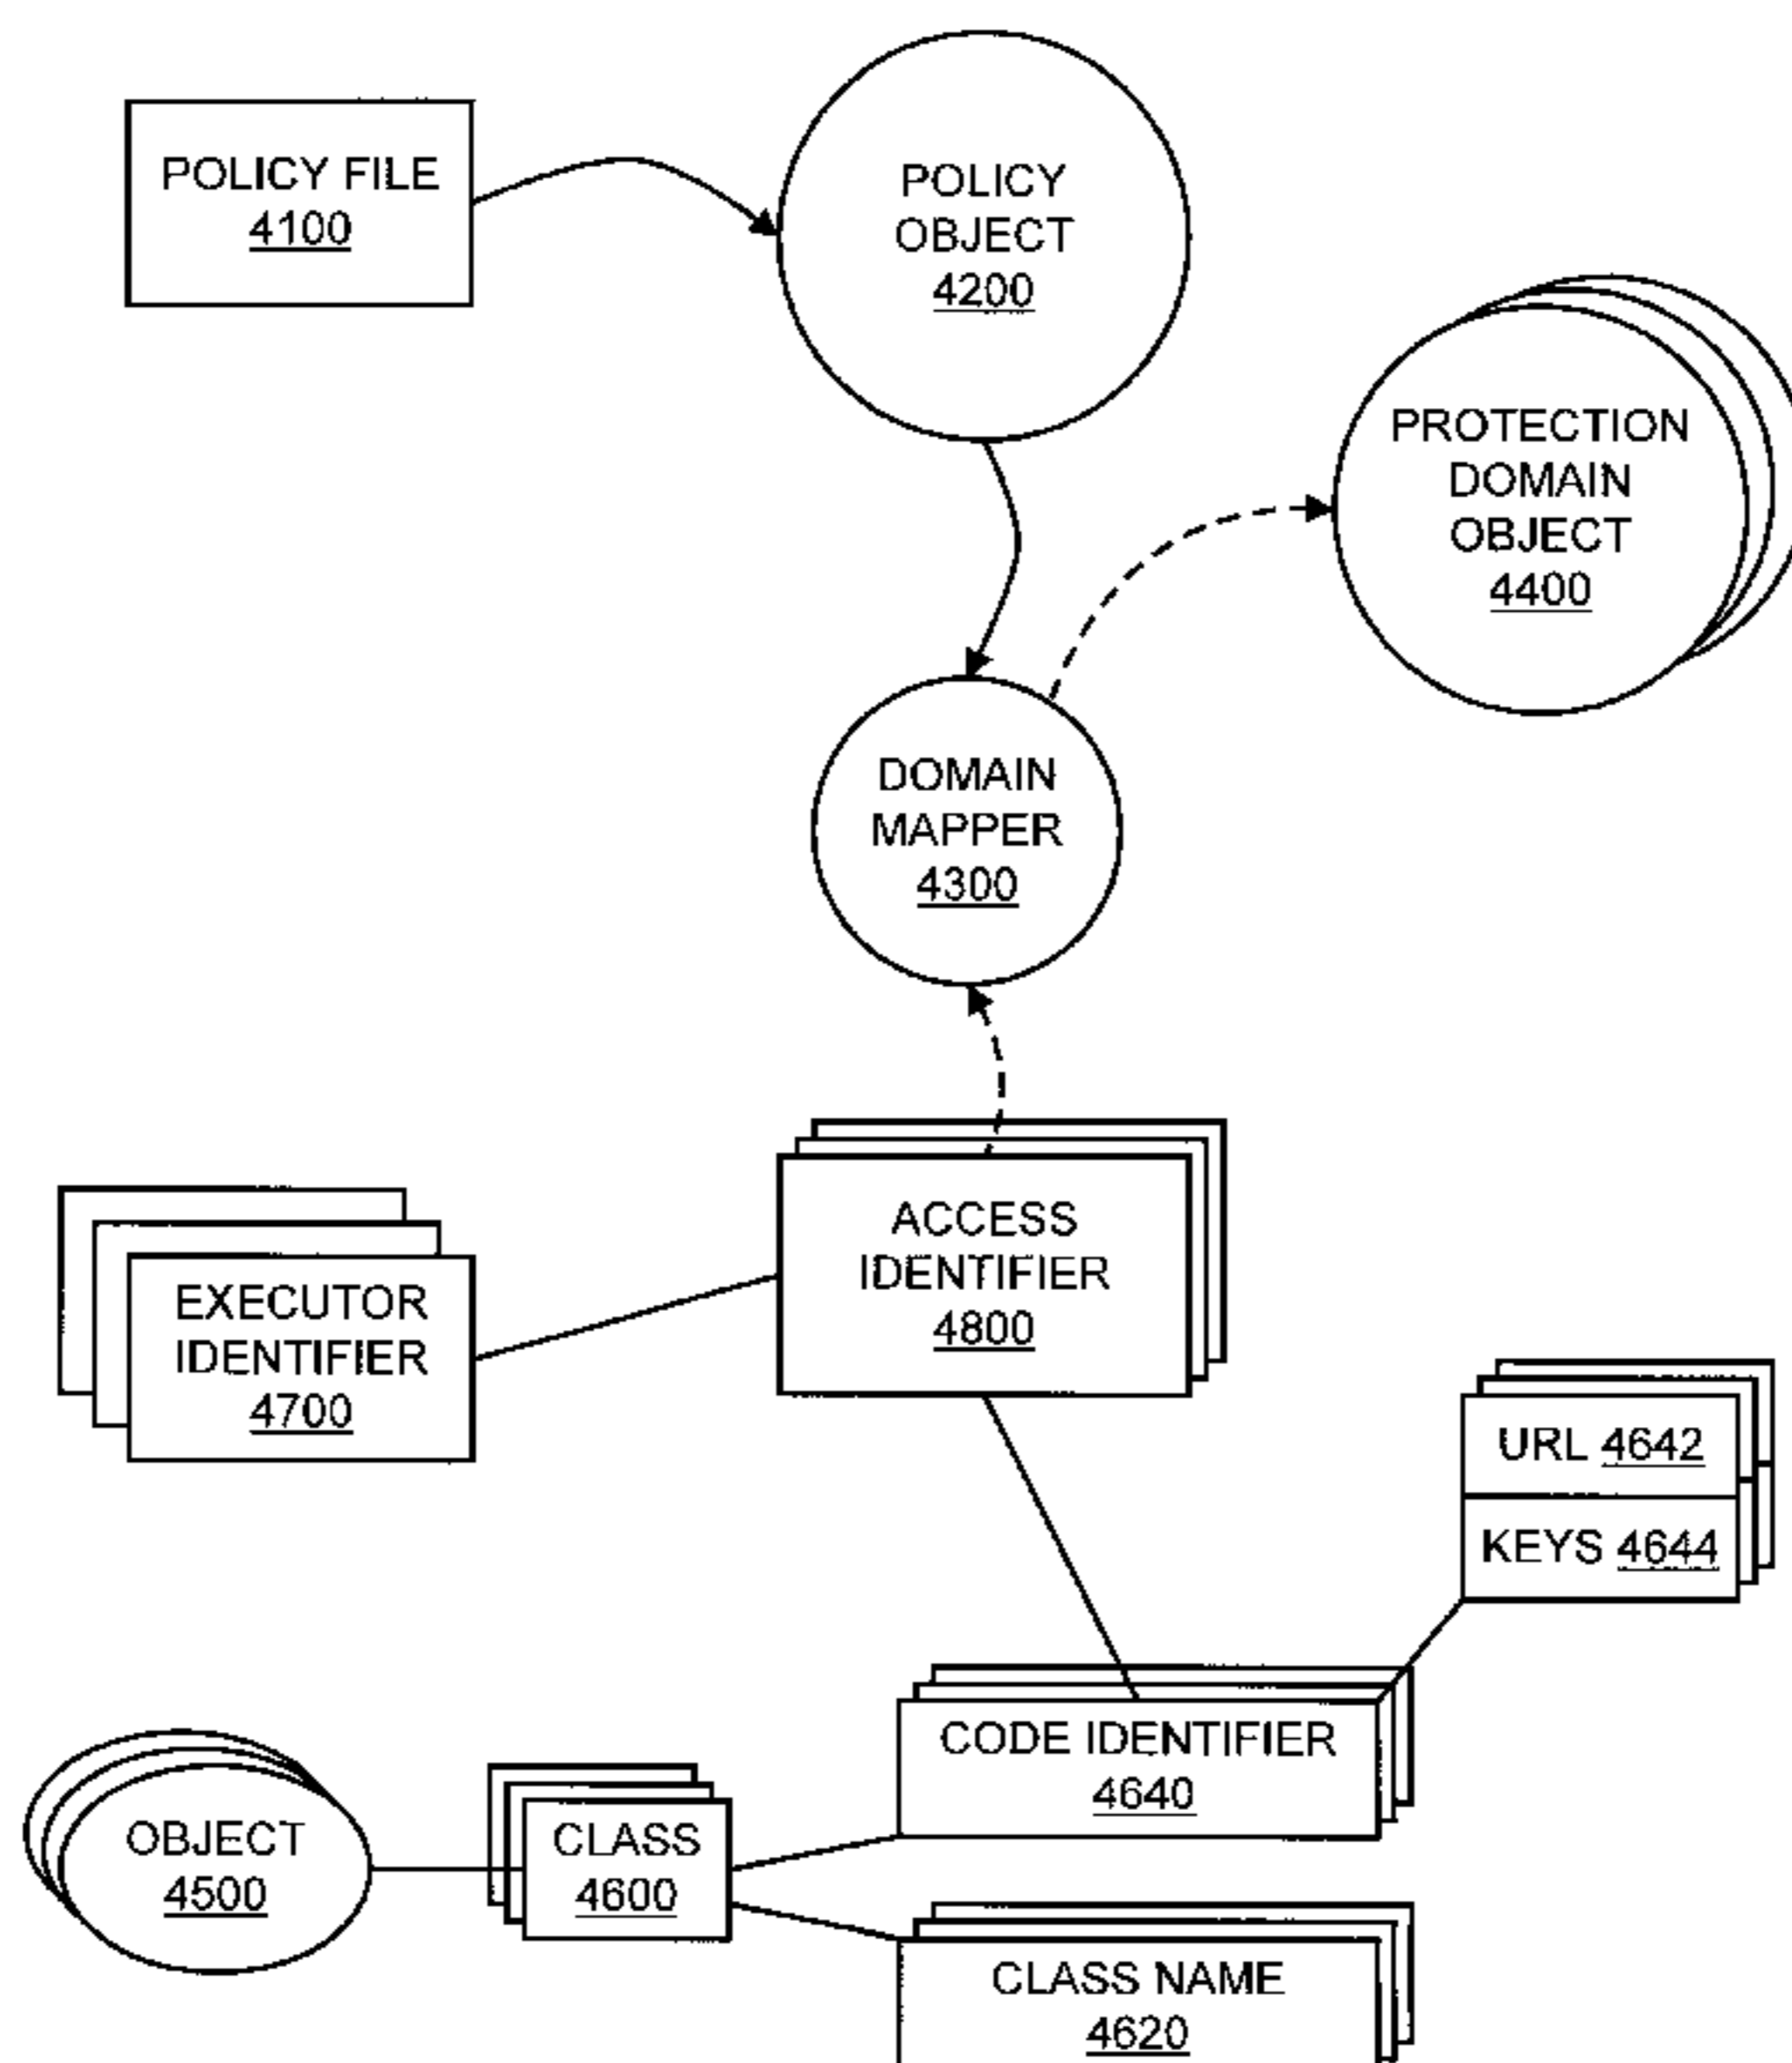 POLICY FILE
4100
POLICY
OBJECT
4200
PROTECTION
DOMAIN
OBJECT
4400
DOMAIN
MAPPER
4300
ACCESS
IDENTIFIER
4800
EXECUTOR
IDENTIFIER
4700
URL 4642
KEYS 4644
CODE IDENTIFIER
4640
OBJECT
4500
CLASS
4600
CLASS NAME
4620